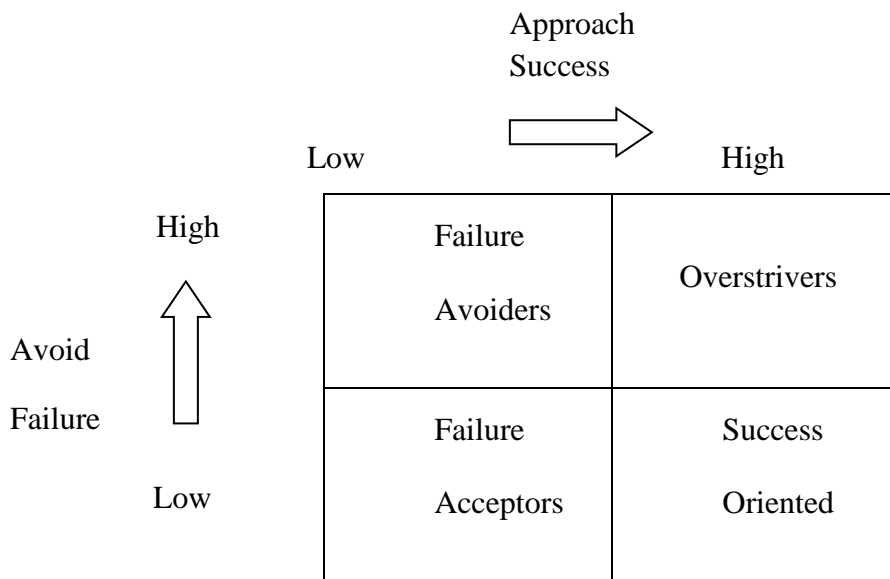 Approach
Success
Low
High
High
Failure
Avoiders
Overstrivers
Avoid
Failure
Low
Failure
Acceptors
Success
Oriented